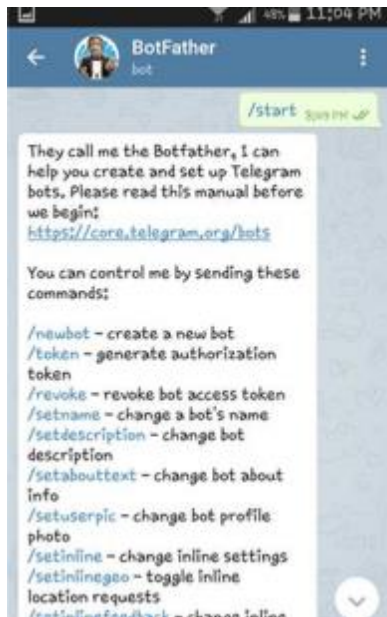 48% 11:04 PM
BotFather
bot
/start
They call me the Botfather, I can
help you create and set up Telegram
bots. Please read this manual before
we begin:
https://core.telegram.org/bots
You can control me by sending these
commands:
/newbot - create a new bot
/token - generate authorization
token
/revoke - revoke bot access token
/setname - change a bot's name
/setdescription - change bot
description
/setabouttext - change bot about
info
/setuserpic - change bot profile
photo
/setinline - change inline settings
/setinlinegeo - toggle inline
location requests
/setinlinefeedback - change inline